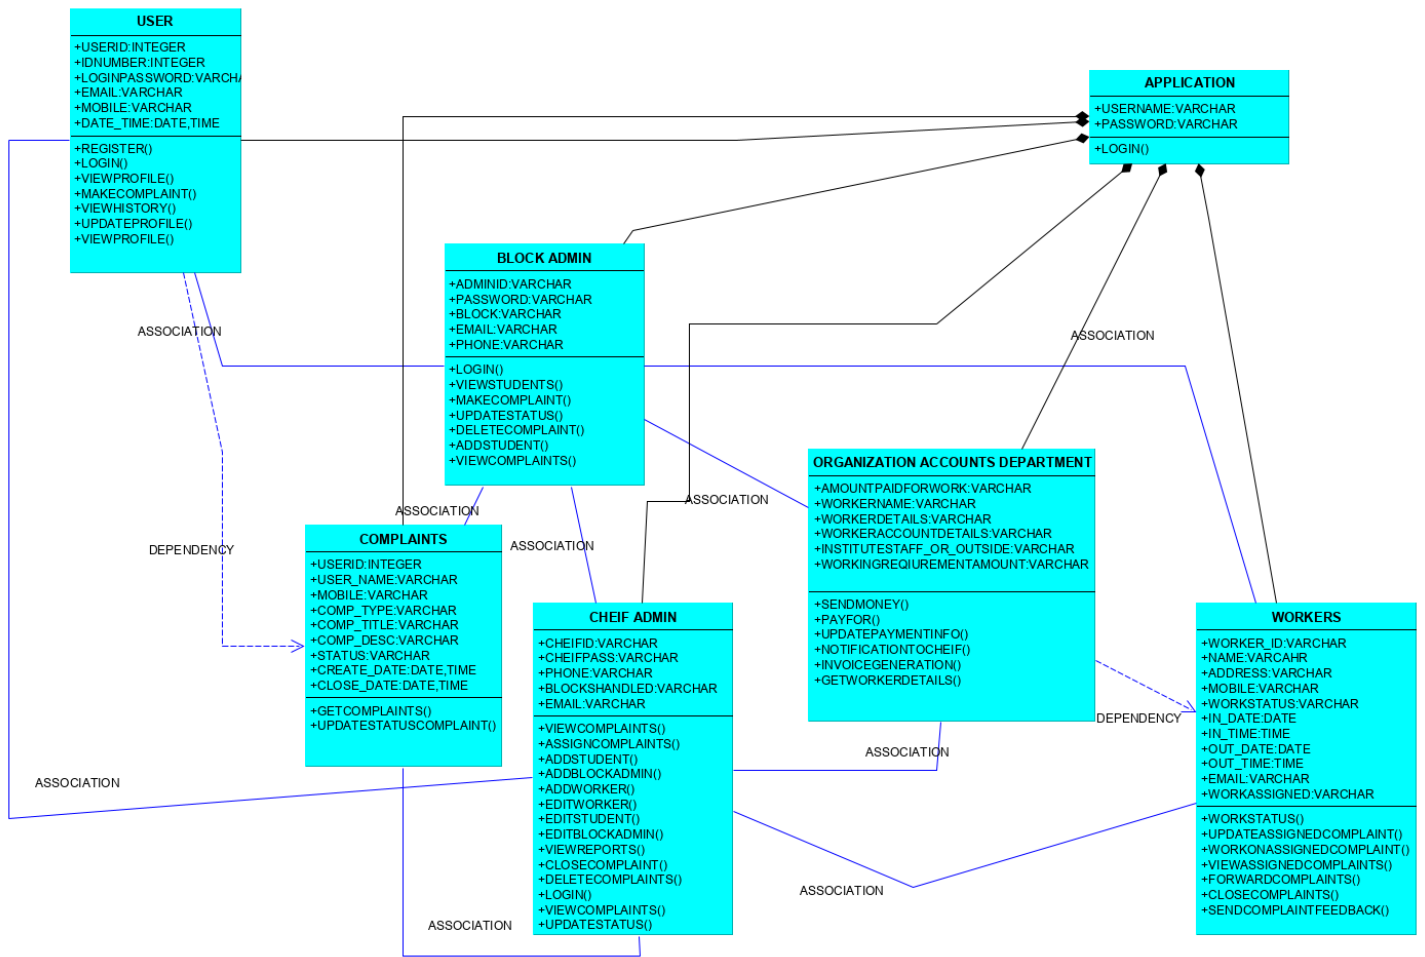 USER
+USERID:INTEGER
+IDNUMBER:INTEGER
+LOGINPASSWORD:VARCHA
+EMAIL:VARCHAR
+MOBILE:VARCHAR
+DATE_TIME:DATE,TIME
+REGISTER()
+LOGIN()
+VIEWPROFILE()
+MAKECOMPLAINT()
+VIEWHISTORY()
+UPDATEPROFILE()
+VIEWPROFILE()
APPLICATION
+USERNAME:VARCHAR
+PASSWORD:VARCHAR
+LOGIN()
BLOCK ADMIN
+ADMINID:VARCHAR
+PASSWORD:VARCHAR
+BLOCK:VARCHAR
+EMAIL:VARCHAR
+PHONE:VARCHAR
+LOGIN()
+VIEWSTUDENTS()
+MAKECOMPLAINT()
+UPDATESTATUS()
+DELETECOMPLAINT()
+ADDSTUDENT()
+VIEWCOMPLAINTS()
ASSOCIATION
ASSOCIATION
ORGANIZATION ACCOUNTS DEPARTMENT
+AMOUNTPAIDFORWORK:VARCHAR
+WORKERNAME:VARCHAR
+WORKERDETAILS:VARCHAR
+WORKERACCOUNTDETAILS:VARCHAR
+INSTITUTESTAFF_OR_OUTSIDE:VARCHAR
+WORKINGREQIUREMENTAMOUNT:VARCHAR
+SENDMONEY()
+PAYFOR()
+UPDATEPAYMENTINFO()
+NOTIFICATIONTOCHEIF()
+INVOICEGENERATION()
+GETWORKERDETAILS()
ASSOCIATION
ASSOCIATION
ASSOCIATION
DEPENDENCY
COMPLAINTS
+USERID:INTEGER
+USER_NAME:VARCHAR
+MOBILE:VARCHAR
+COMP_TYPE:VARCHAR
+COMP_TITLE:VARCHAR
+COMP_DESC:VARCHAR
+STATUS:VARCHAR
+CREATE_DATE:DATE,TIME
+CLOSE_DATE:DATE,TIME
+GETCOMPLAINTS()
+UPDATESTATUSCOMPLAINT()
CHEIF ADMIN
+CHEIFID:VARCHAR
+CHEIFPASS:VARCHAR
+PHONE:VARCHAR
+BLOCKSHANDLED:VARCHAR
+EMAIL:VARCHAR
+VIEWCOMPLAINTS()
+ASSIGNCOMPLAINTS()
+ADDSTUDENT()
+ADDBLOCKADMIN()
+ADDWORKER()
+EDITWORKER()
+EDITSTUDENT()
+EDITBLOCKADMIN()
+VIEWREPORTS()
+CLOSECOMPLAINT()
+DELETECOMPLAINTS()
+LOGIN()
+VIEWCOMPLAINTS()
+UPDATESTATUS()
WORKERS
+WORKER_ID:VARCHAR
+NAME:VARCAHR
+ADDRESS:VARCHAR
+MOBILE:VARCHAR
+WORKSTATUS:VARCHAR
+IN_DATE:DATE
+IN_TIME:TIME
+OUT_DATE:DATE
+OUT_TIME:TIME
+EMAIL:VARCHAR
+WORKASSIGNED:VARCHAR
+WORKSTATUS()
+UPDATEASSIGNEDCOMPLAINT()
+WORKONASSIGNEDCOMPLAINT()
+VIEWASSIGNEDCOMPLAINTS()
+FORWARDCOMPLAINTS()
+CLOSECOMPLAINTS()
+SENDCOMPLAINTFEEDBACK()
DEPENDENCY
ASSOCIATION
ASSOCIATION
ASSOCIATION
ASSOCIATION